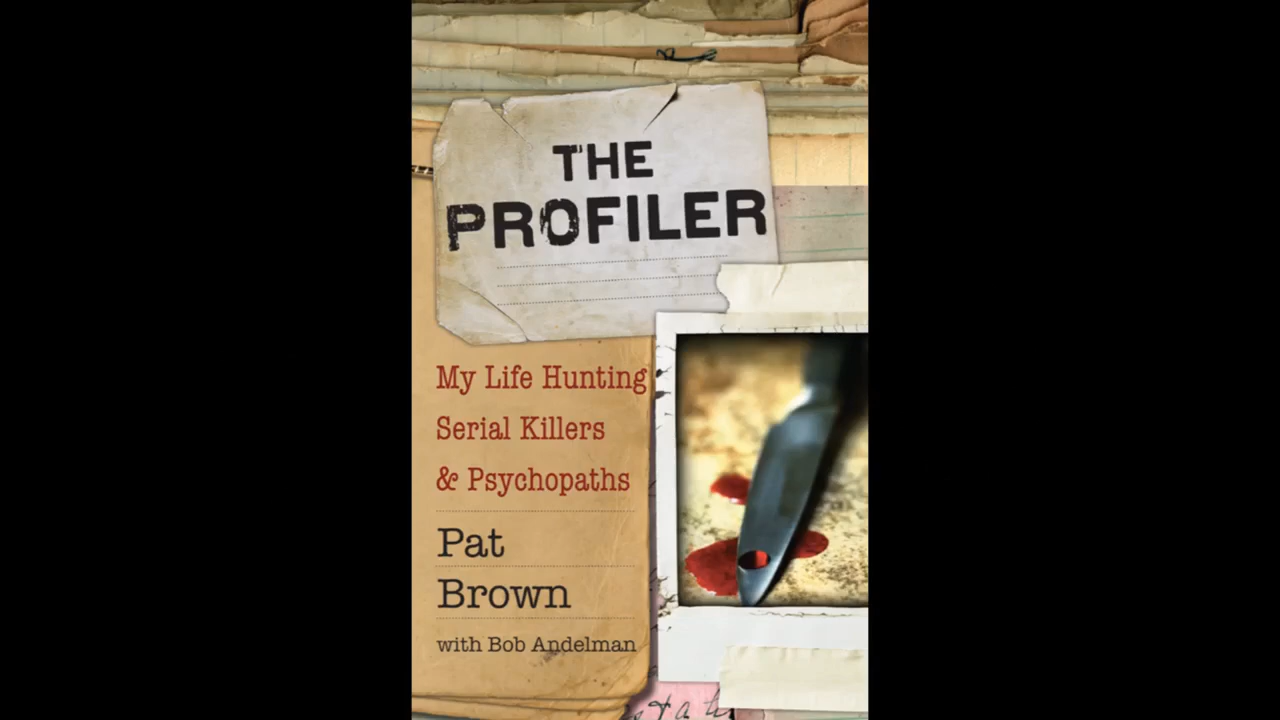 THE
PROFILER
My Life Hunting
Serial Killers
& Psychopaths
Pat
Brown
with Bob Andelman